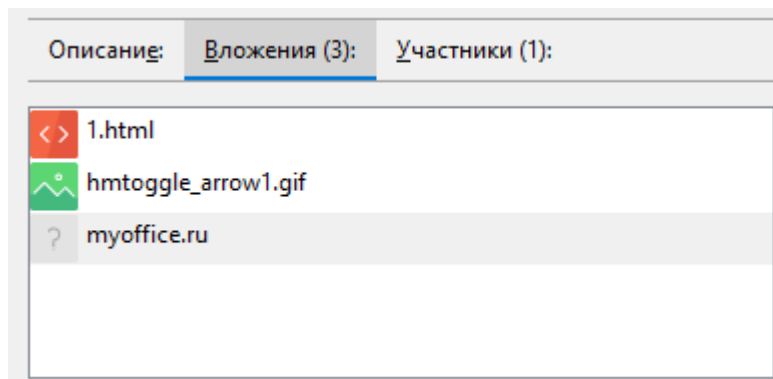 Описание: Вложения (3): Участники (1):
1.html
hmtoggle_arrow1.gif
myoffice.ru